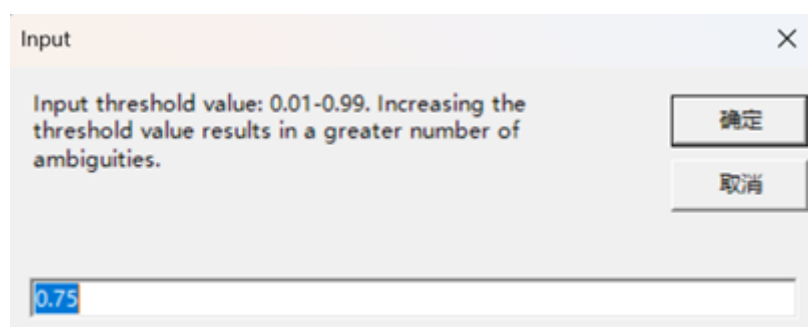 Input
Input threshold value: 0.01-0.99. Increasing the
threshold value results in a greater number of
ambiguities.
确定
取消
0.75